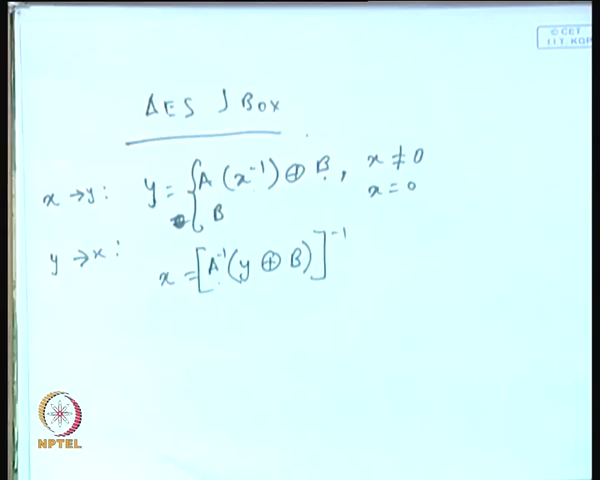 © CET
I.I.T. KGP
AES S Box
x → y : y = { A (x⁻¹) ⊕ B, x ≠ 0
B x = 0
y → x : x = [A⁻¹(y ⊕ B)]⁻¹
NPTEL